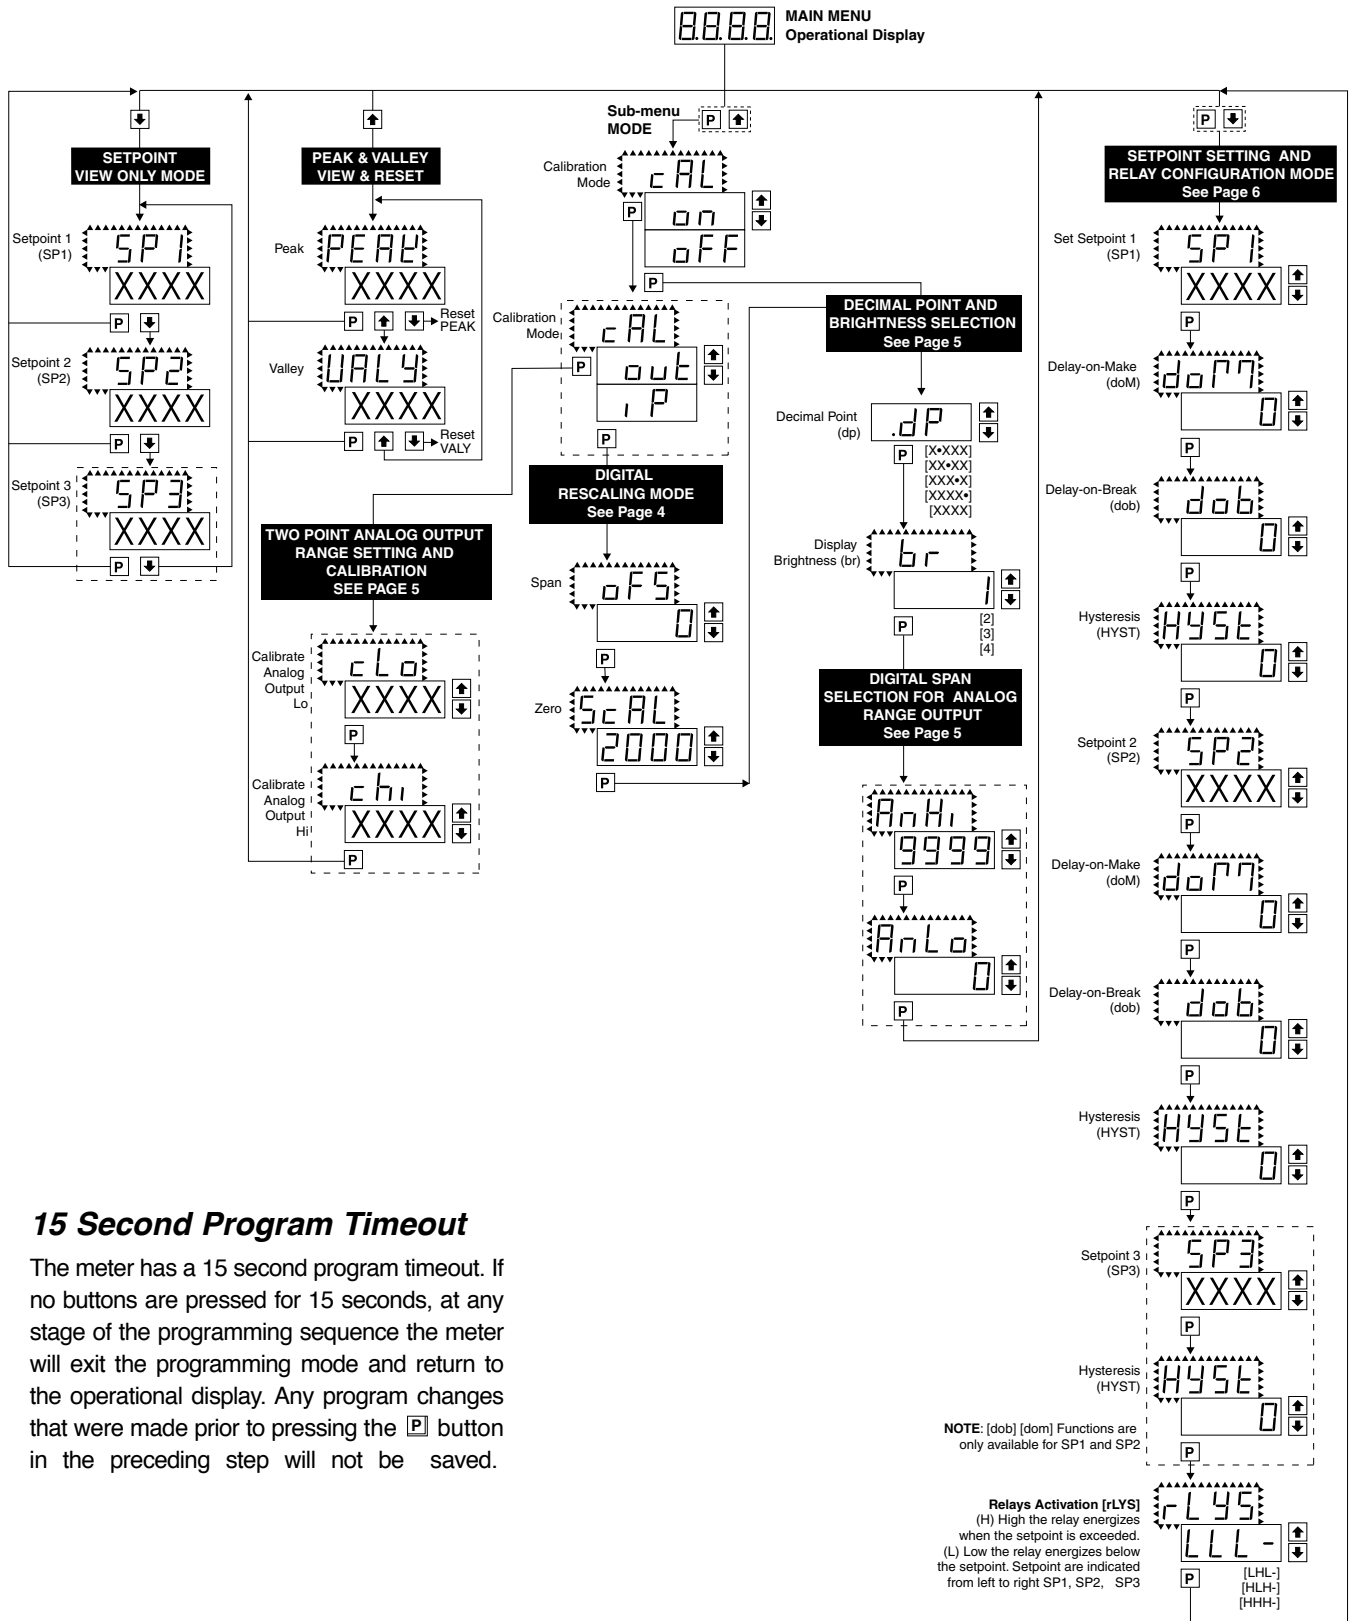 8.8.8.8.
MAIN MENU
Operational Display
SETPOINT
VIEW ONLY MODE
Setpoint 1
(SP1)
SP1
XXXX
P
Setpoint 2
(SP2)
SP2
XXXX
P
Setpoint 3
(SP3)
SP3
XXXX
P
PEAK & VALLEY
VIEW & RESET
Peak
PEAK
XXXX
P
Reset
PEAK
Valley
VALY
XXXX
P
Reset
VALY
Sub-menu
MODE
P
Calibration
Mode
cAL
on
oFF
P
P
Calibration
Mode
cAL
out
iP
P
P
TWO POINT ANALOG OUTPUT
RANGE SETTING AND
CALIBRATION
SEE PAGE 5
Calibrate
Analog
Output
Lo
cLo
XXXX
P
Calibrate
Analog
Output
Hi
chi
XXXX
P
DIGITAL
RESCALING MODE
See Page 4
Span
oFS
0
P
Zero
ScAL
2000
P
DECIMAL POINT AND
BRIGHTNESS SELECTION
See Page 5
Decimal Point
(dp)
.dP
P
[X•XXX]
[XX•XX]
[XXX•X]
[XXXX•]
[XXXX]
Display
Brightness (br)
br
1
P
[2]
[3]
[4]
DIGITAL SPAN
SELECTION FOR ANALOG
RANGE OUTPUT
See Page 5
AnHi
9999
P
AnLo
0
P
P
SETPOINT SETTING AND
RELAY CONFIGURATION MODE
See Page 6
Set Setpoint 1
(SP1)
SP1
XXXX
P
Delay-on-Make
(doM)
doM
0
P
Delay-on-Break
(dob)
dob
0
P
Hysteresis
(HYST)
HYSt
0
P
Setpoint 2
(SP2)
SP2
XXXX
P
Delay-on-Make
(doM)
doM
0
P
Delay-on-Break
(dob)
dob
0
P
Hysteresis
(HYST)
HYSt
0
P
Setpoint 3
(SP3)
SP3
XXXX
P
Hysteresis
(HYST)
HYSt
0
NOTE: [dob] [dom] Functions are
only available for SP1 and SP2
P
Relays Activation [rLYS]
(H) High the relay energizes
when the setpoint is exceeded.
(L) Low the relay energizes below
the setpoint. Setpoint are indicated
from left to right SP1, SP2, SP3
rLYS
LLL-
P
[LHL-]
[HLH-]
[HHH-]
15 Second Program Timeout
The meter has a 15 second program timeout. If
no buttons are pressed for 15 seconds, at any
stage of the programming sequence the meter
will exit the programming mode and return to
the operational display. Any program changes
that were made prior to pressing the P button
in the preceding step will not be saved.